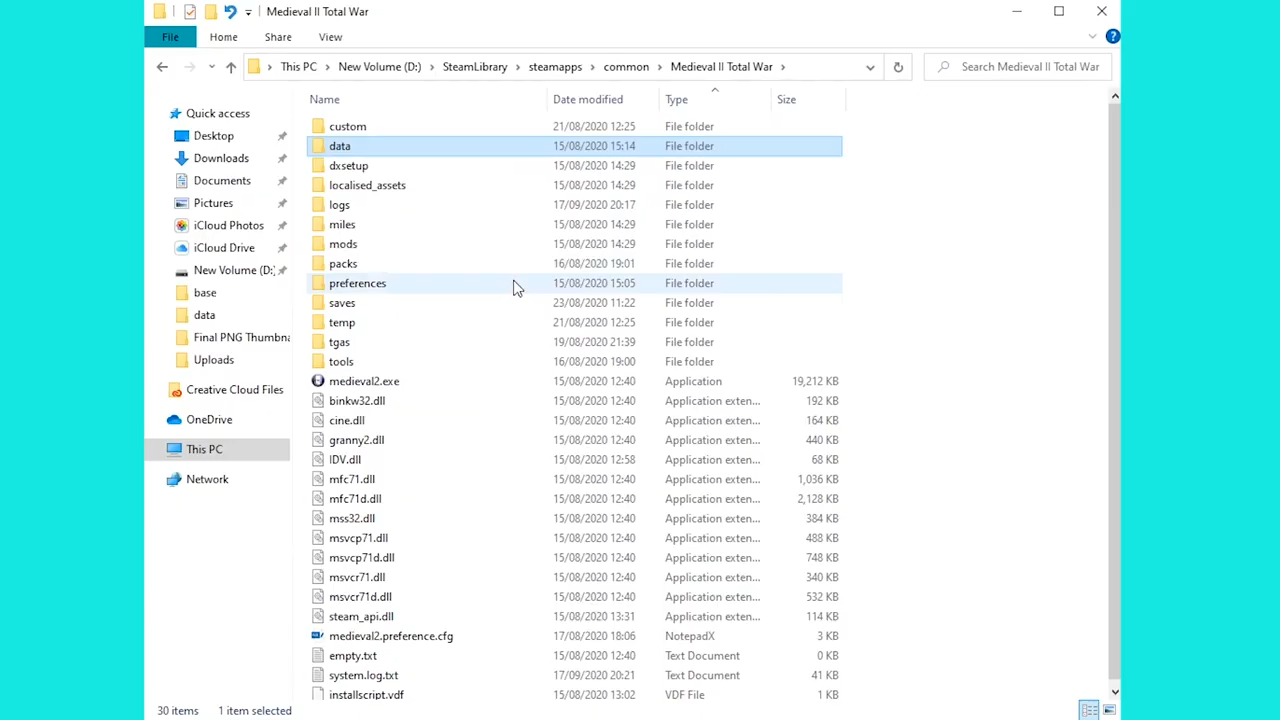 Medieval II Total War
File Home Share View
This PC New Volume (D:) SteamLibrary steamapps common Medieval II Total War Search Medieval II Total War
Name Date modified Type Size
Quick access
Desktop
Downloads
Documents
Pictures
iCloud Photos
iCloud Drive
New Volume (D:
base
data
Final PNG Thumbna
Uploads
Creative Cloud Files
OneDrive
This PC
Network
custom 21/08/2020 12:25 File folder
data 15/08/2020 15:14 File folder
dxsetup 15/08/2020 14:29 File folder
localised_assets 15/08/2020 14:29 File folder
logs 17/09/2020 20:17 File folder
miles 15/08/2020 14:29 File folder
mods 15/08/2020 14:29 File folder
packs 16/08/2020 19:01 File folder
preferences 15/08/2020 15:05 File folder
saves 23/08/2020 11:22 File folder
temp 21/08/2020 12:25 File folder
tgas 19/08/2020 21:39 File folder
tools 16/08/2020 19:00 File folder
medieval2.exe 15/08/2020 12:40 Application 19,212 KB
binkw32.dll 15/08/2020 12:40 Application exten... 192 KB
cine.dll 15/08/2020 12:40 Application exten... 164 KB
granny2.dll 15/08/2020 12:40 Application exten... 440 KB
IDV.dll 15/08/2020 12:58 Application exten... 68 KB
mfc71.dll 15/08/2020 12:40 Application exten... 1,036 KB
mfc71d.dll 15/08/2020 12:40 Application exten... 2,128 KB
mss32.dll 15/08/2020 12:40 Application exten... 384 KB
msvcp71.dll 15/08/2020 12:40 Application exten... 488 KB
msvcp71d.dll 15/08/2020 12:40 Application exten... 748 KB
msvcr71.dll 15/08/2020 12:40 Application exten... 340 KB
msvcr71d.dll 15/08/2020 12:40 Application exten... 532 KB
steam_api.dll 15/08/2020 13:31 Application exten... 114 KB
medieval2.preference.cfg 17/08/2020 18:06 NotepadX 3 KB
empty.txt 15/08/2020 12:40 Text Document 0 KB
system.log.txt 17/09/2020 20:21 Text Document 41 KB
installscript.vdf 15/08/2020 13:02 VDF File 1 KB
30 items 1 item selected